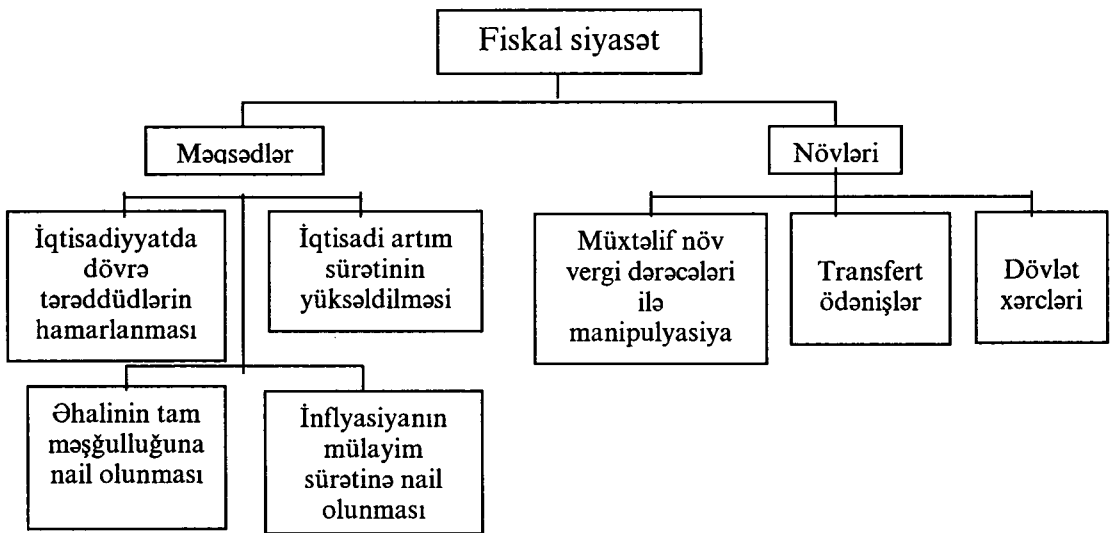 Fiskal siyasət
Məqsədlər
Növləri
İqtisadiyyatda
dövrə
tərəddüdlərin
hamarlanması
İqtisadi artım
sürətinin
yüksəldilməsi
Müxtəlif növ
vergi dərəcələri
ilə
manipulyasiya
Transfert
ödənişlər
Dövlət
xərcləri
Əhalinin tam
məşğulluğuna
nail olunması
İnflyasiyanın
mülayim
sürətinə nail
olunması